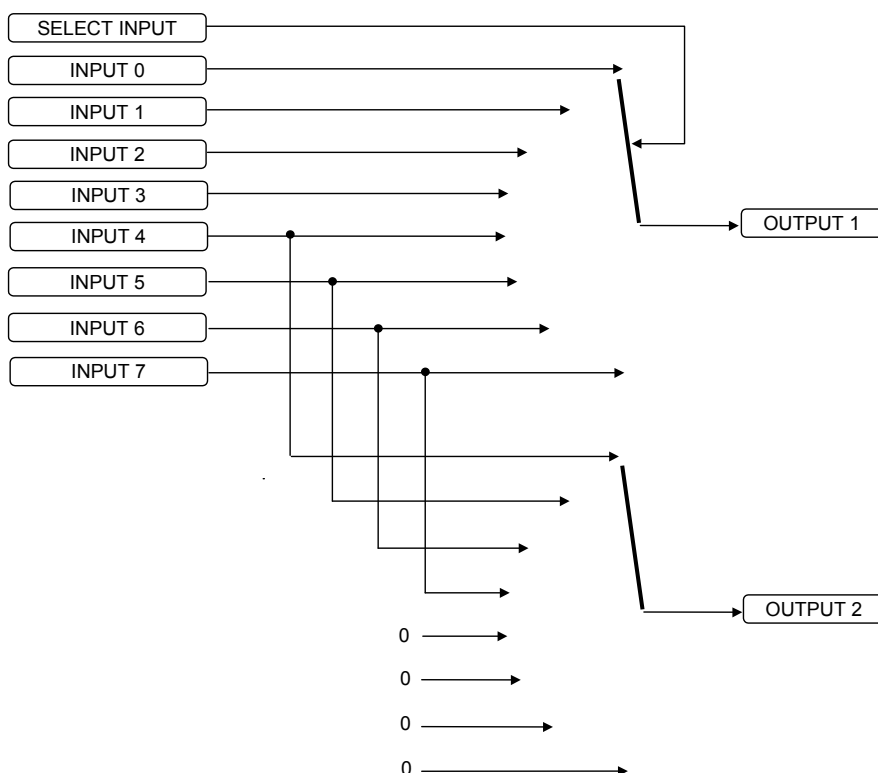 SELECT INPUT
INPUT 0
INPUT 1
INPUT 2
INPUT 3
INPUT 4
INPUT 5
INPUT 6
INPUT 7
OUTPUT 1
OUTPUT 2
0
0
0
0